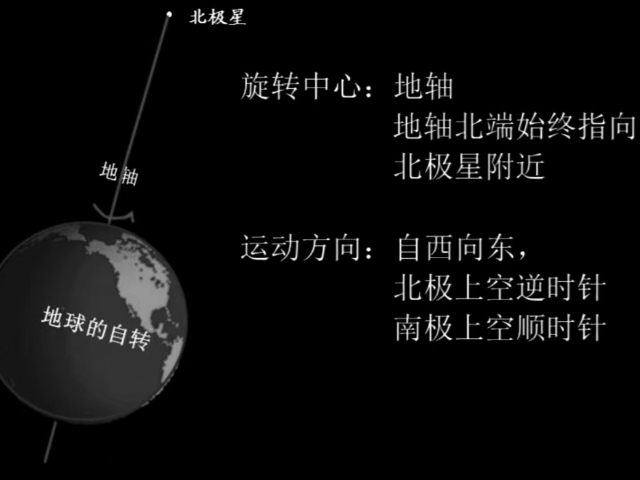 北极星
旋转中心：地轴
地轴北端始终指向
北极星附近
地轴
运动方向：自西向东，
北极上空逆时针
南极上空顺时针
地球的自转